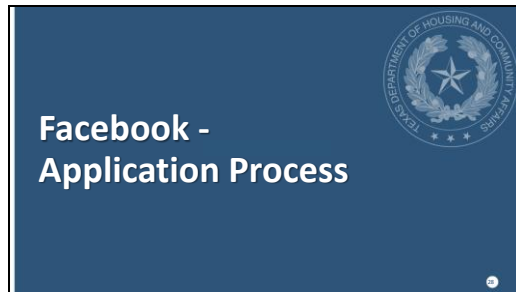 TEXAS DEPARTMENT OF HOUSING AND COMMUNITY AFFAIRS
Facebook -
Application Process